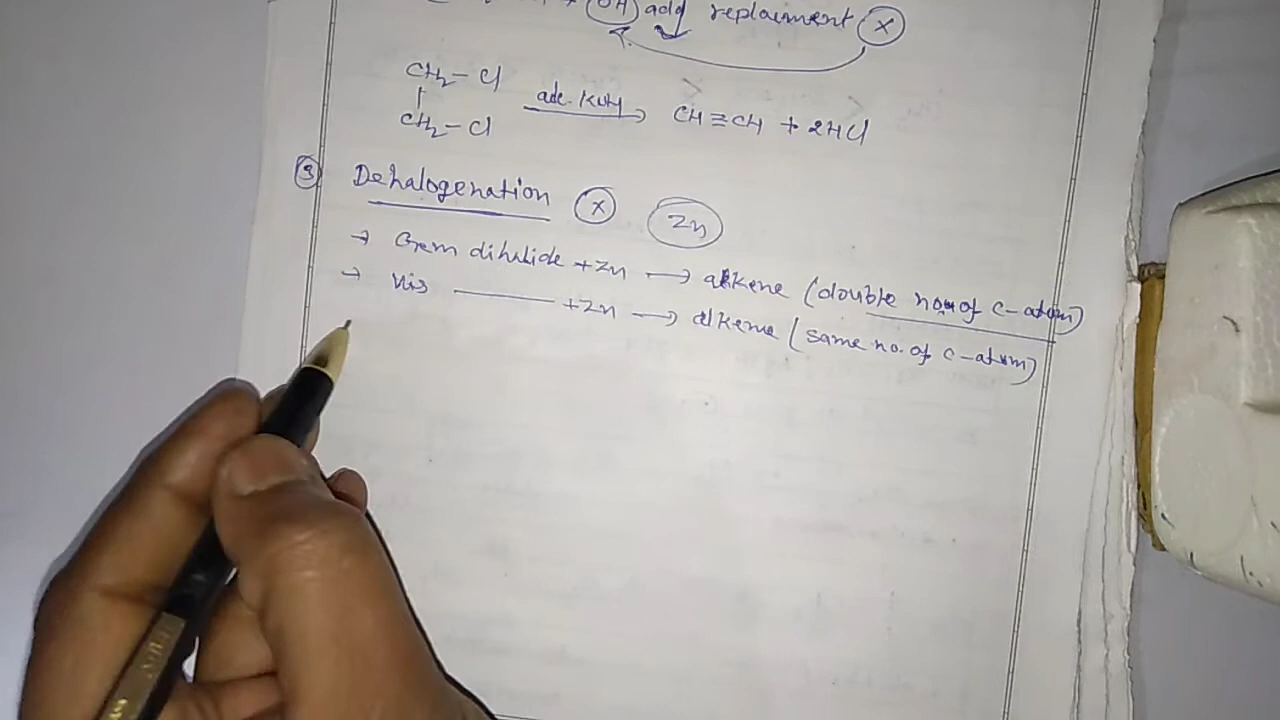 + OH add replacment X
CH2 – Cl
CH2 – Cl alc. KOH → CH ≡ CH + 2HCl
3 Dehalogenation X Zn
→ Gem dihalide + Zn → alkene (double no. of C-atom)
→ Vis ——— + Zn → alkene (same no. of C-atom)